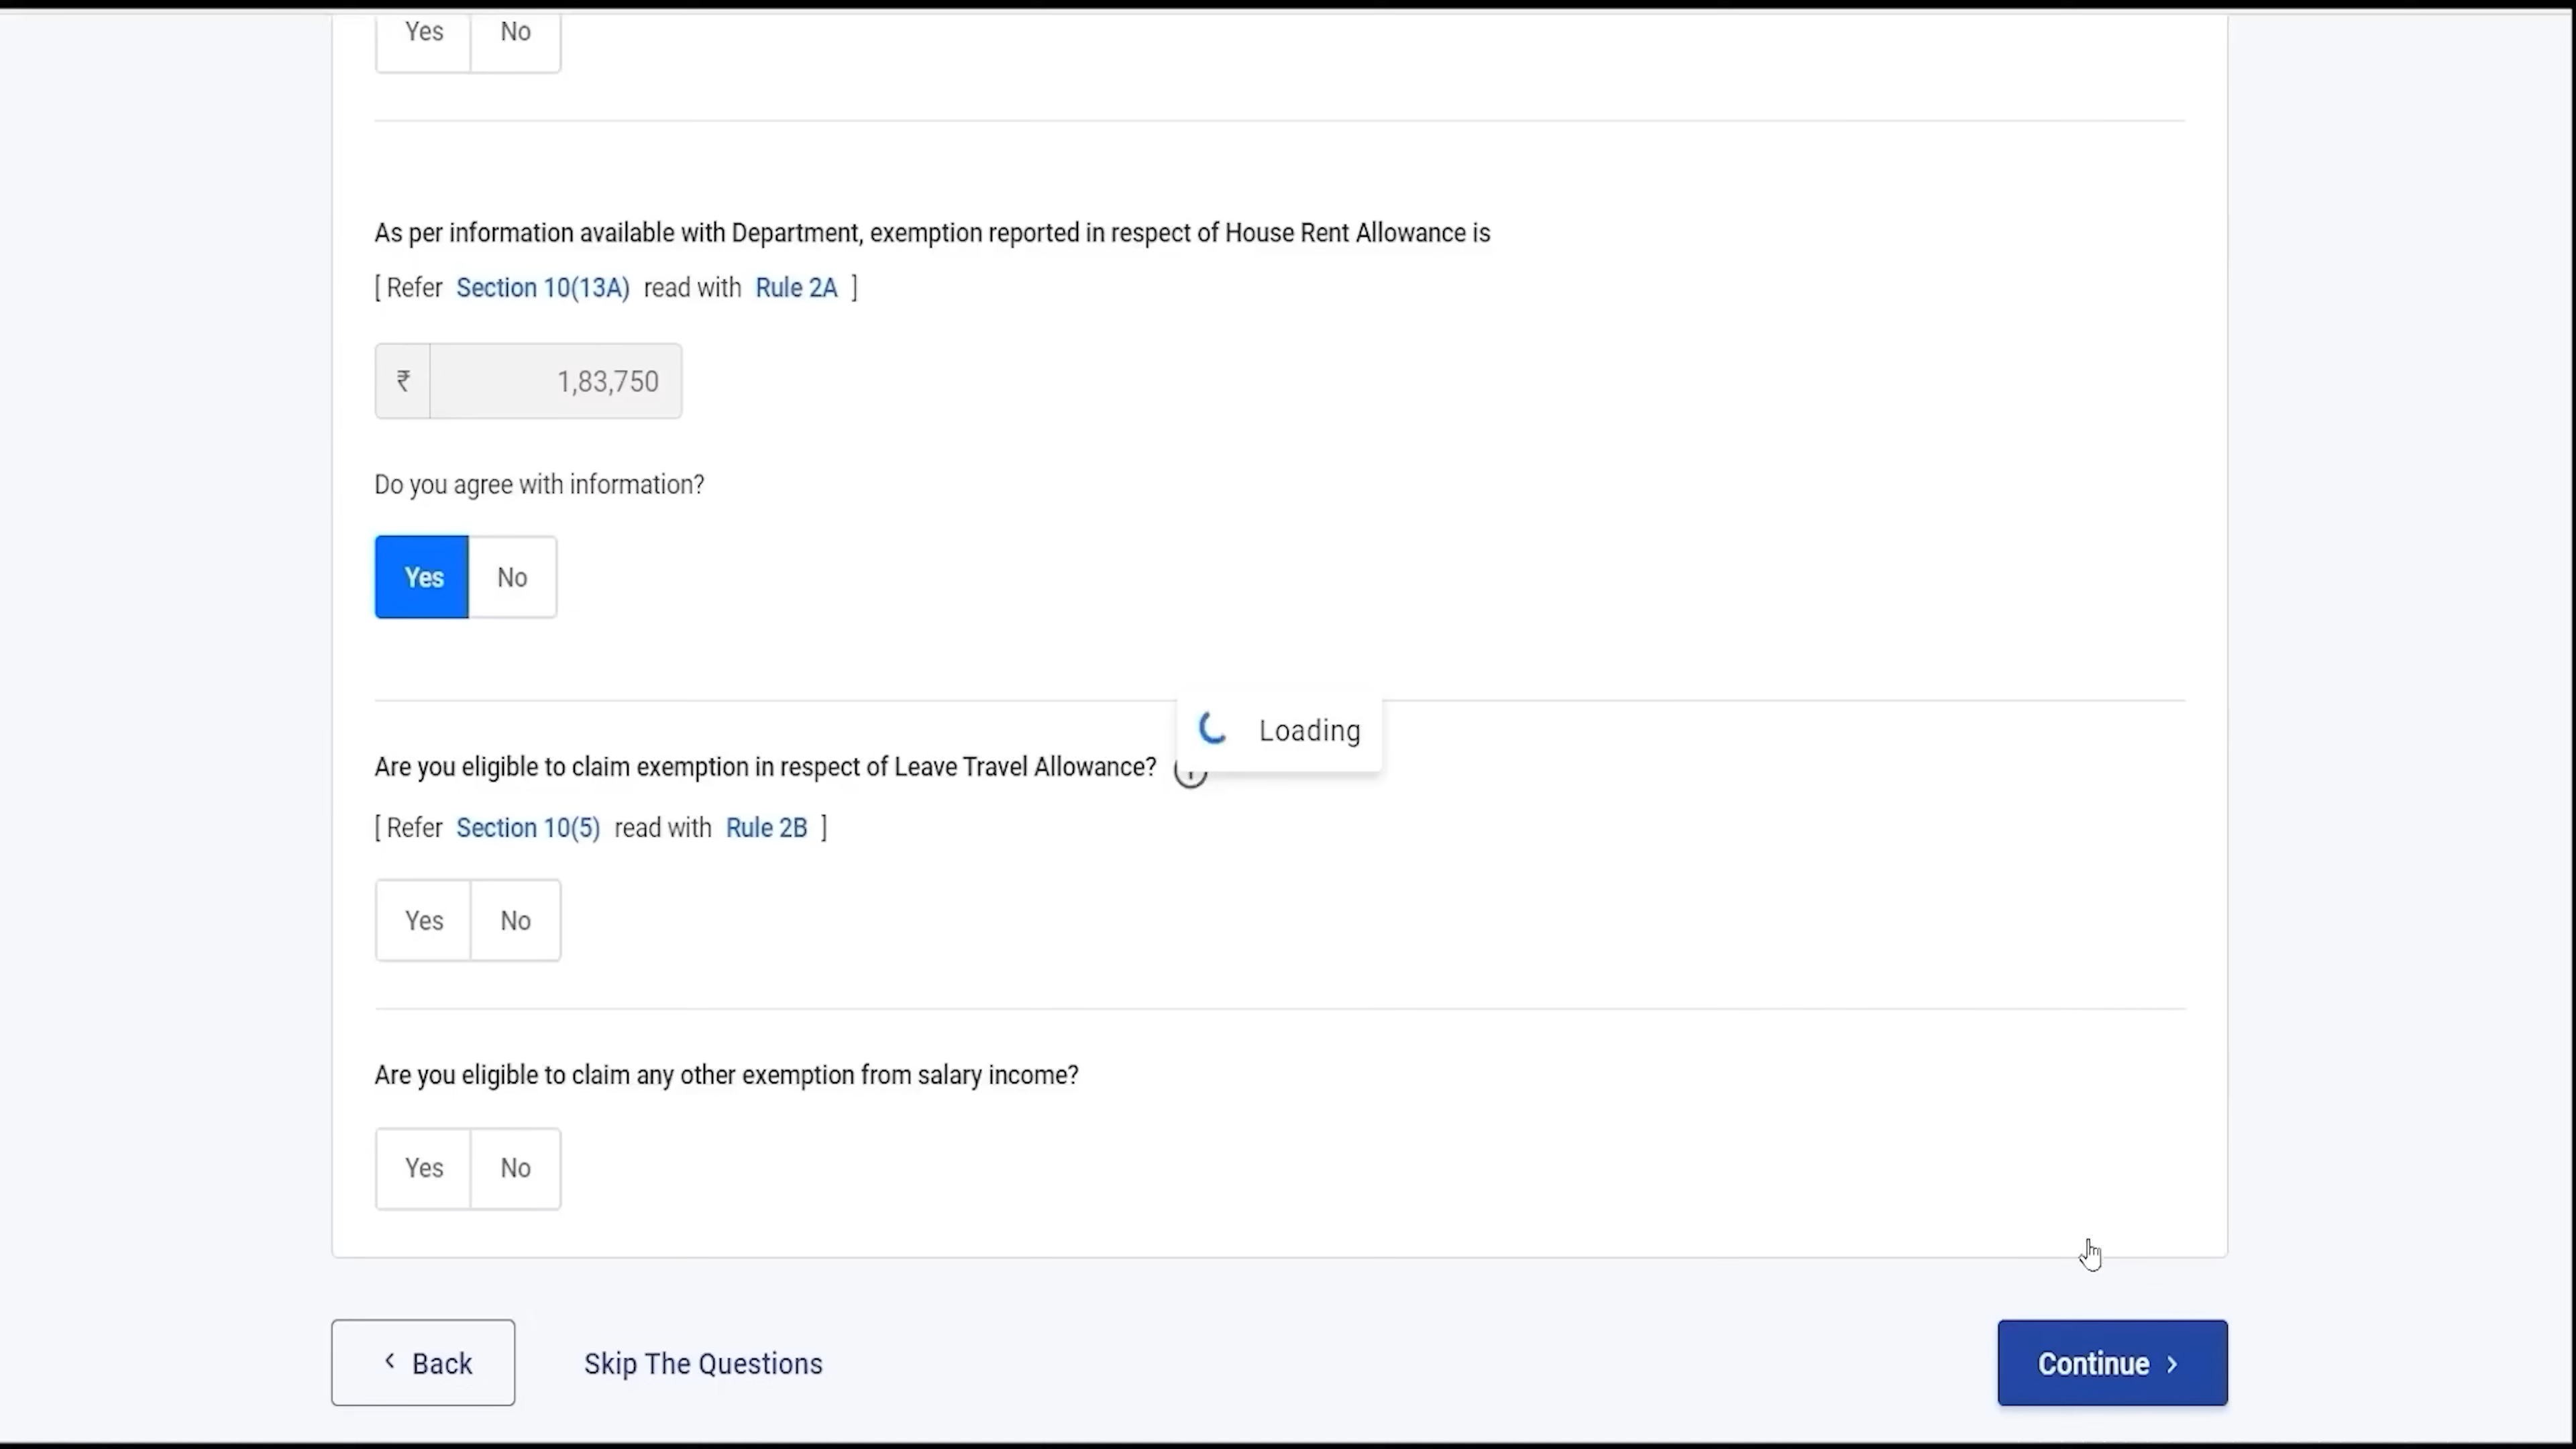 Yes No
As per information available with Department, exemption reported in respect of House Rent Allowance is
[ Refer Section 10(13A) read with Rule 2A ]
₹ 1,83,750
Do you agree with information?
Yes No
Loading
Are you eligible to claim exemption in respect of Leave Travel Allowance?
[ Refer Section 10(5) read with Rule 2B ]
Yes No
Are you eligible to claim any other exemption from salary income?
Yes No
Back Skip The Questions Continue